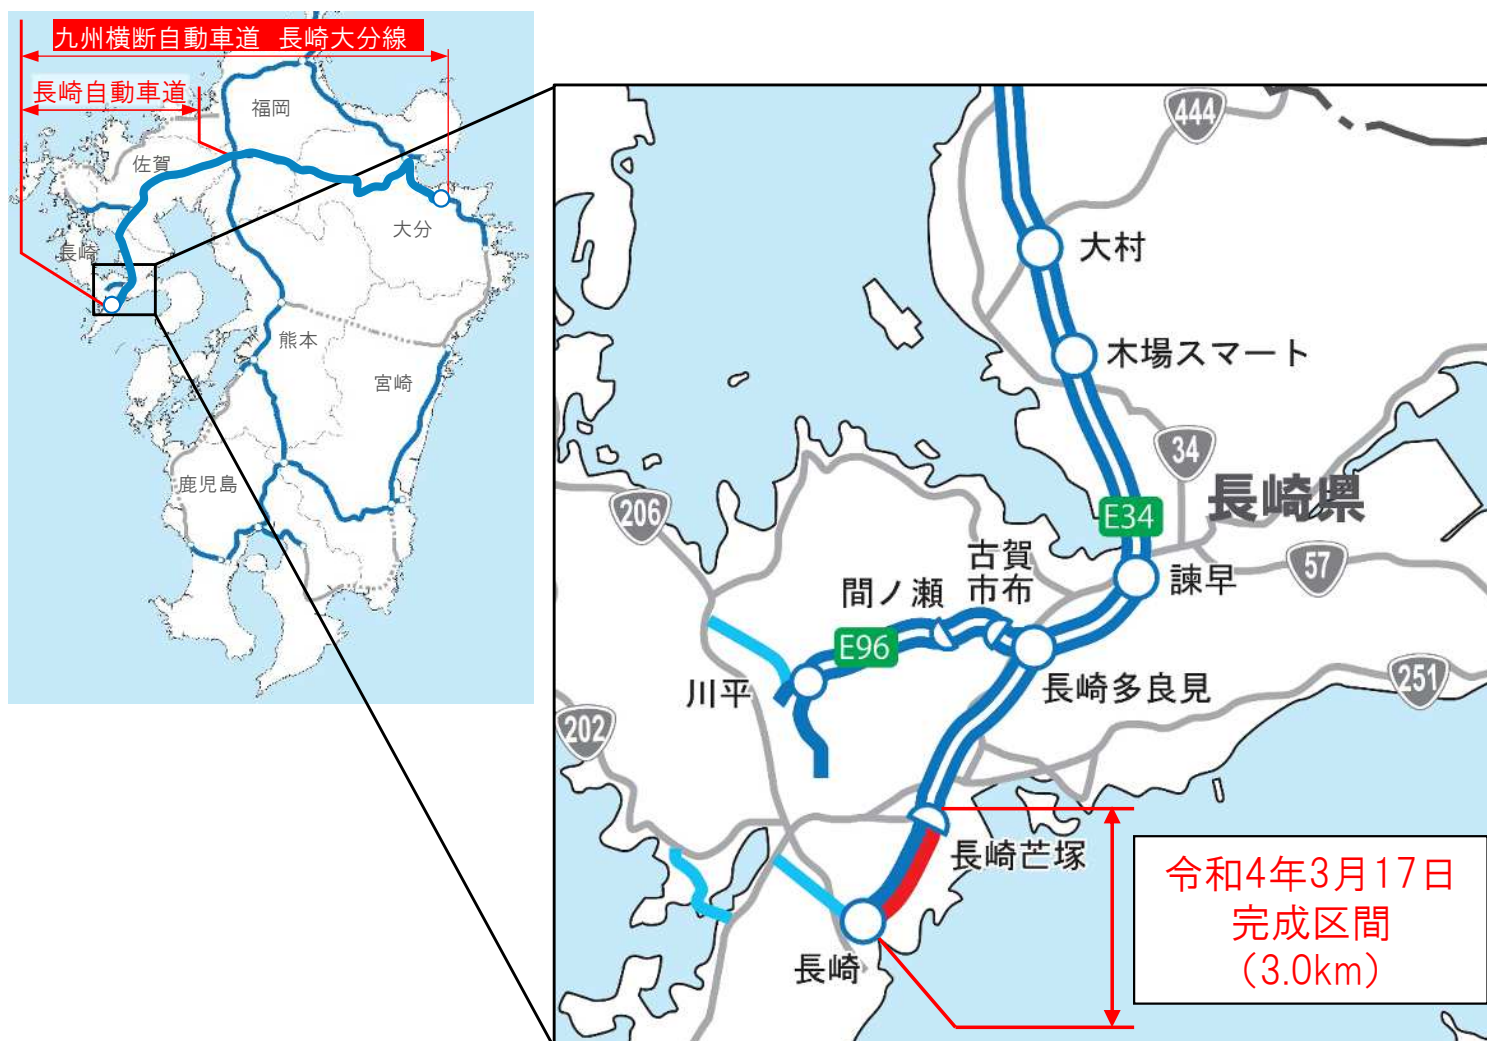 九州横断自動車道 長崎大分線
長崎自動車道
福岡
佐賀
大分
長崎
熊本
宮崎
鹿児島
444
大村
木場スマート
34
長崎県
206
E34
古賀
市布
57
間ノ瀬
諫早
E96
川平
長崎多良見
251
202
長崎芒塚
長崎
令和4年3月17日
完成区間
(3.0km)